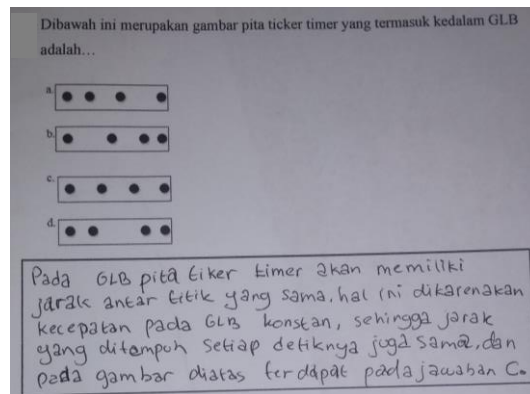 Dibawah ini merupakan gambar pita ticker timer yang termasuk kedalam GLB
adalah…
a.
b.
c.
d.
Pada GLB pita tiker timer akan memiliki
jarak antar titik yang sama, hal ini dikarenakan
kecepatan pada GLB konstan, sehingga jarak
yang ditempuh setiap detiknya juga sama, dan
pada gambar diatas terdapat pada jawaban C.